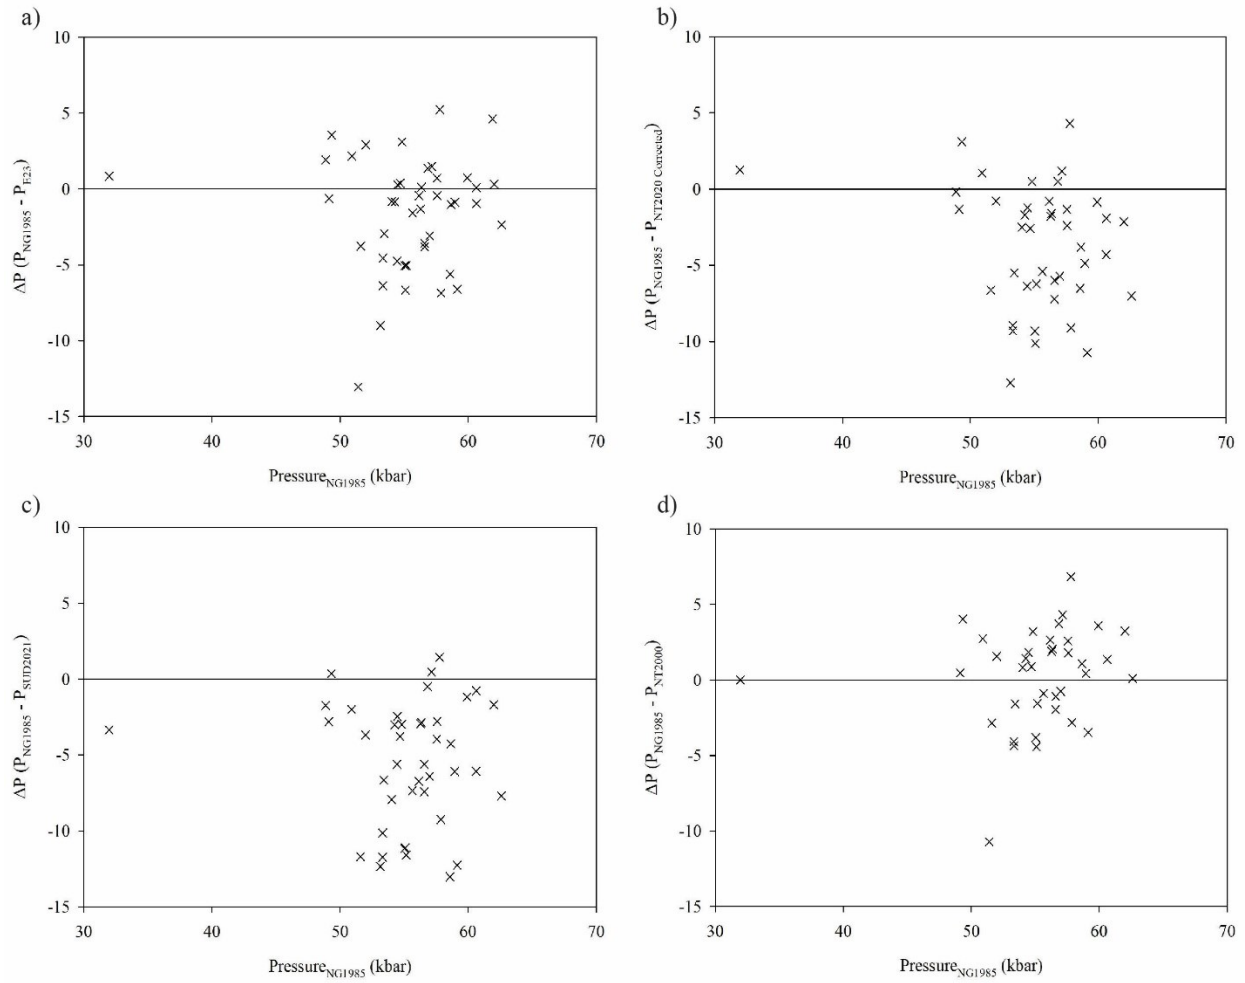 a)
10
5
0
-5
-10
-15
30 40 50 60 70
ΔP (P_NG1985 - P_E23)
Pressure_NG1985 (kbar)
b)
10
5
0
-5
-10
-15
30 40 50 60 70
ΔP (P_NG1985 - P_NT2020 Corrected)
Pressure_NG1985 (kbar)
c)
10
5
0
-5
-10
-15
30 40 50 60 70
ΔP (P_NG1985 - P_SUD2021)
Pressure_NG1985 (kbar)
d)
10
5
0
-5
-10
-15
30 40 50 60 70
ΔP (P_NG1985 - P_NT2000)
Pressure_NG1985 (kbar)